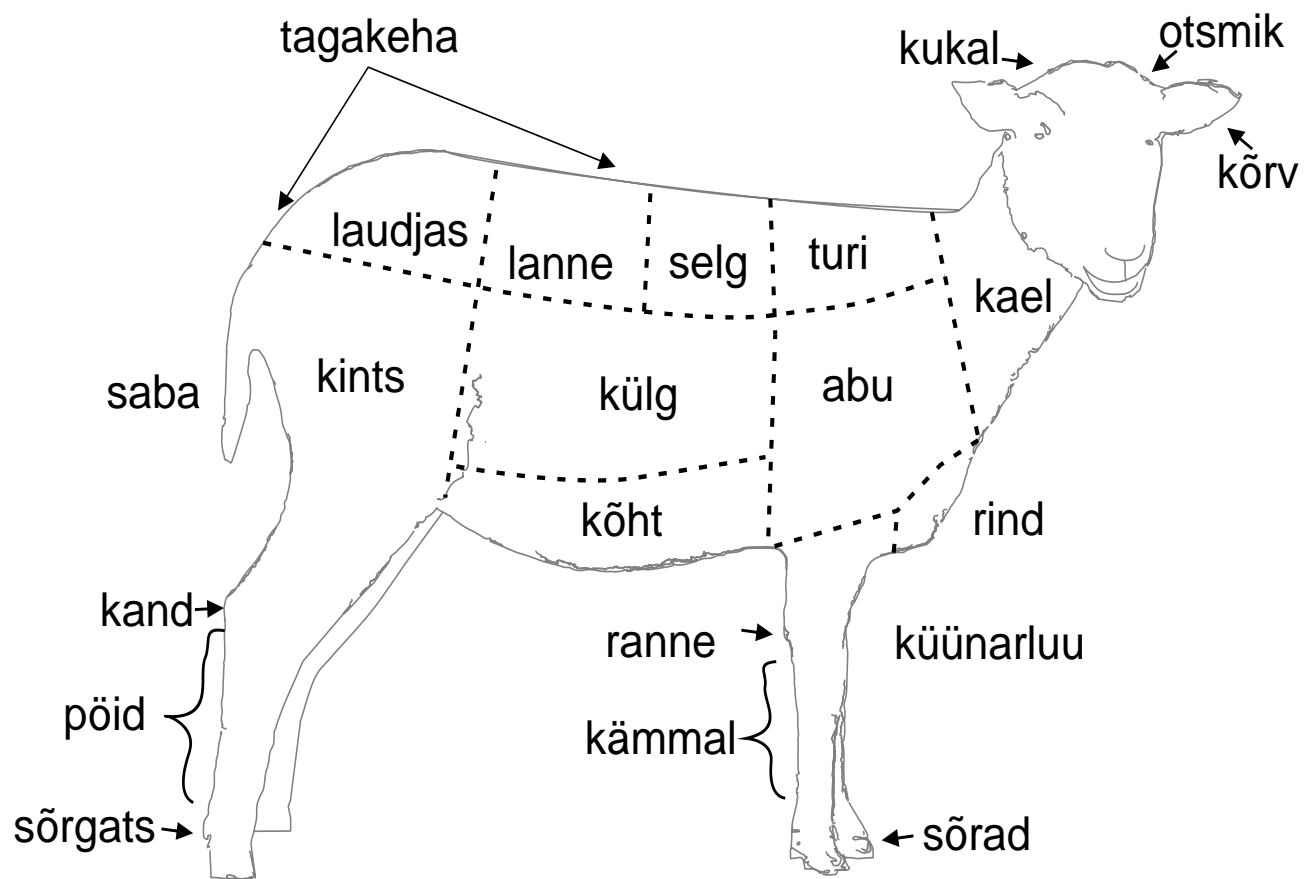 tagakeha
kukal
otsmik
kõrv
laudjas
lanne
selg
turi
kael
saba
kints
külg
abu
kõht
rind
kand
ranne
küünarluu
pöid
kämmal
sõrgats
sõrad